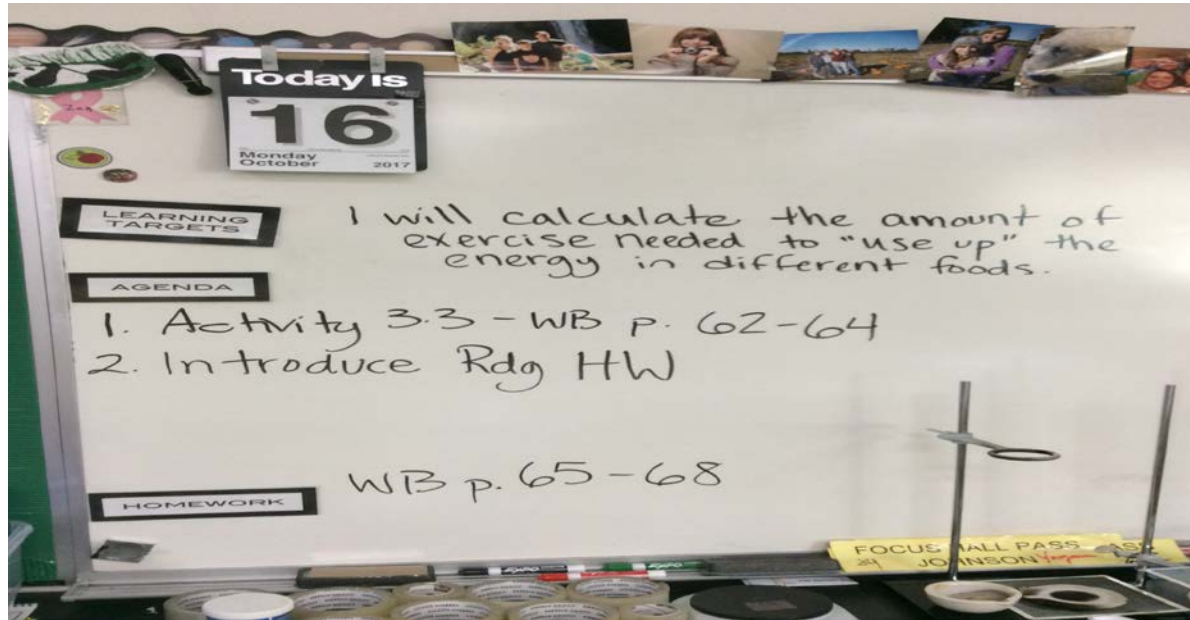 Today is
16
Monday
October
2017
LEARNING
TARGETS
I will calculate the amount of
exercise needed to "use up" the
energy in different foods.
AGENDA
1. Activity 3.3 - WB p. 62-64
2. Introduce Rdg HW
HOMEWORK
WB p. 65-68
FOCUS HALL PASS
JOHNSON
EXPO